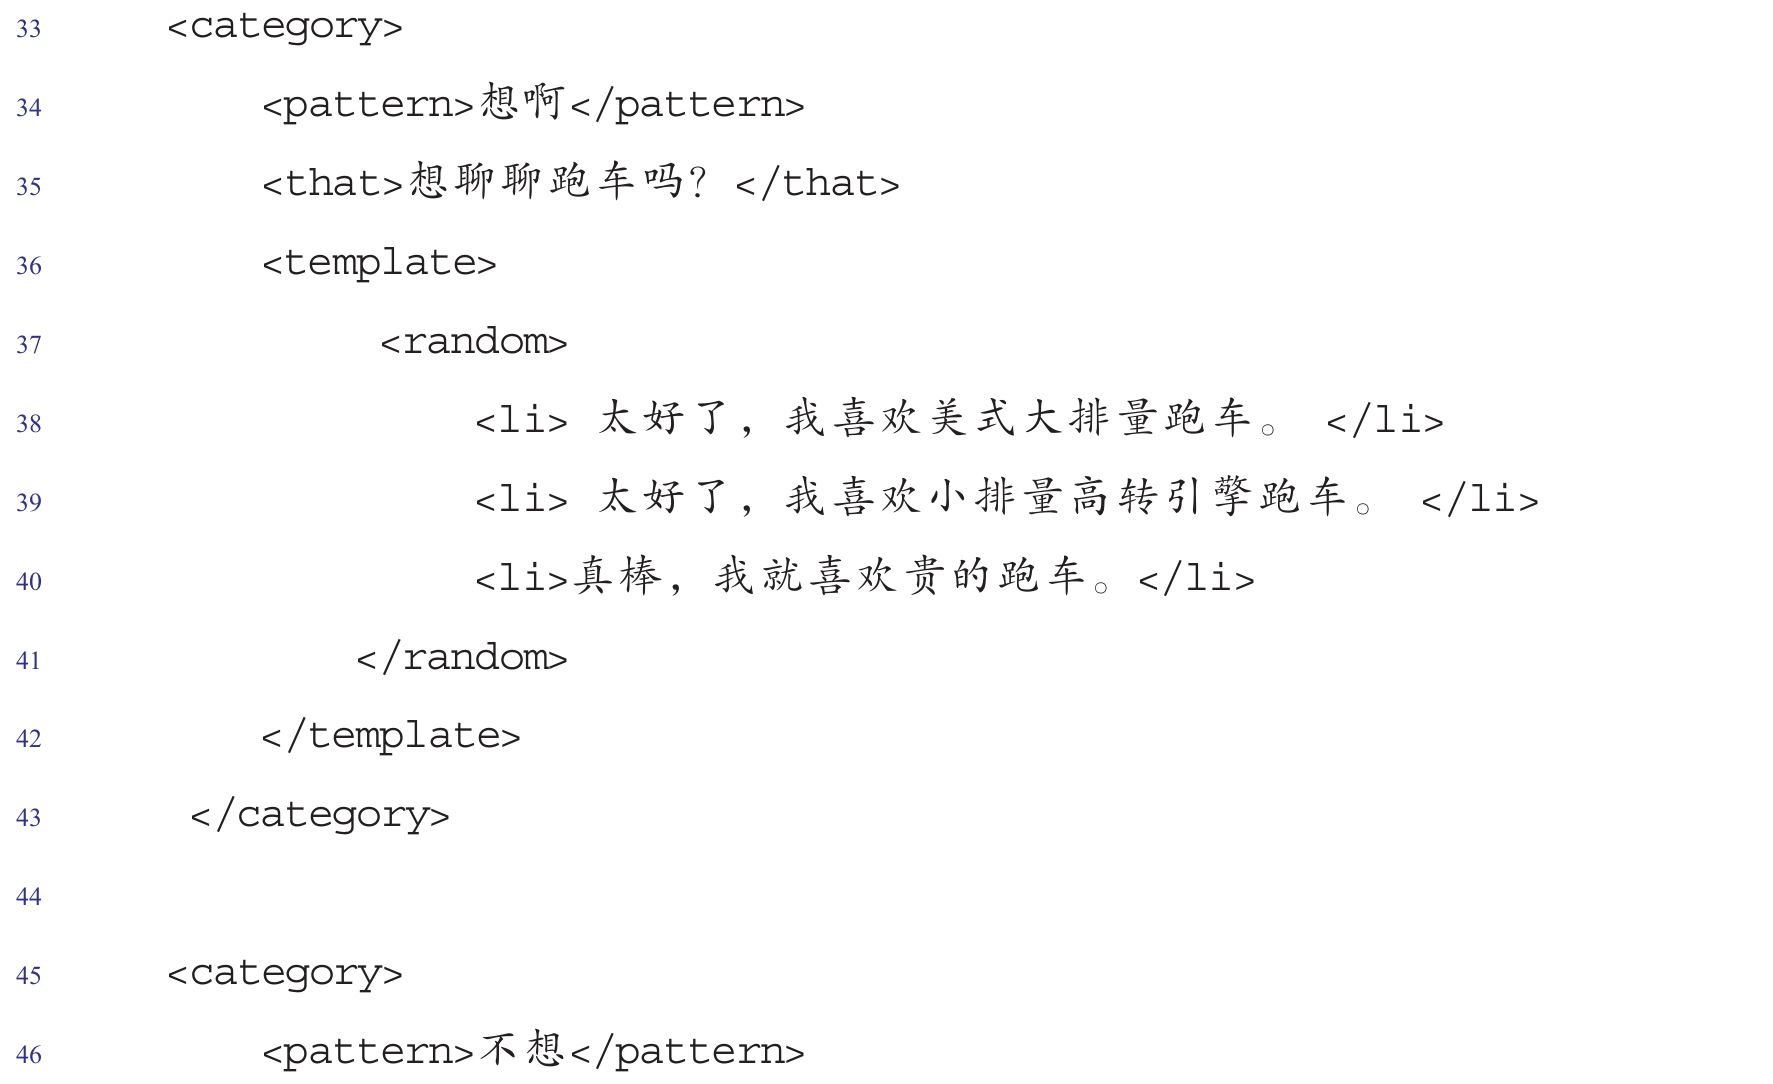 33 <category>
34 <pattern>想啊</pattern>
35 <that>想聊聊跑车吗？</that>
36 <template>
37 <random>
38 <li> 太好了，我喜欢美式大排量跑车。 </li>
39 <li> 太好了，我喜欢小排量高转引擎跑车。 </li>
40 <li>真棒，我就喜欢贵的跑车。</li>
41 </random>
42 </template>
43 </category>
44
45 <category>
46 <pattern>不想</pattern>